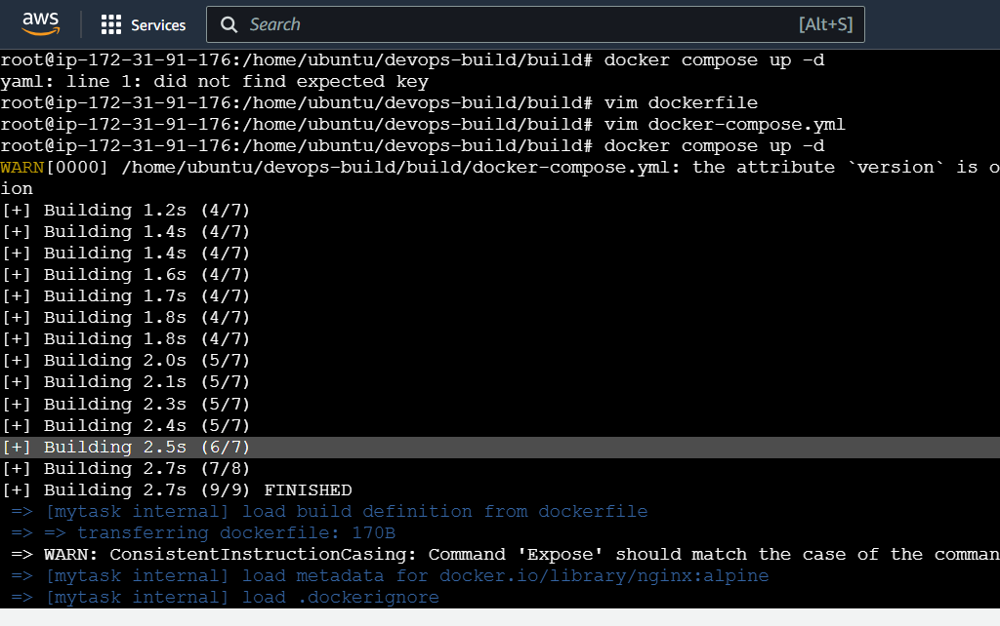 aws
Services
Search
[Alt+S]
root@ip-172-31-91-176:/home/ubuntu/devops-build/build# docker compose up -d
yaml: line 1: did not find expected key
root@ip-172-31-91-176:/home/ubuntu/devops-build/build# vim dockerfile
root@ip-172-31-91-176:/home/ubuntu/devops-build/build# vim docker-compose.yml
root@ip-172-31-91-176:/home/ubuntu/devops-build/build# docker compose up -d
WARN[0000] /home/ubuntu/devops-build/build/docker-compose.yml: the attribute `version` is o
ion
[+] Building 1.2s (4/7)
[+] Building 1.4s (4/7)
[+] Building 1.4s (4/7)
[+] Building 1.6s (4/7)
[+] Building 1.7s (4/7)
[+] Building 1.8s (4/7)
[+] Building 1.8s (4/7)
[+] Building 2.0s (5/7)
[+] Building 2.1s (5/7)
[+] Building 2.3s (5/7)
[+] Building 2.4s (5/7)
[+] Building 2.5s (6/7)
[+] Building 2.7s (7/8)
[+] Building 2.7s (9/9) FINISHED
=> [mytask internal] load build definition from dockerfile
=> => transferring dockerfile: 170B
=> WARN: ConsistentInstructionCasing: Command 'Expose' should match the case of the comman
=> [mytask internal] load metadata for docker.io/library/nginx:alpine
=> [mytask internal] load .dockerignore